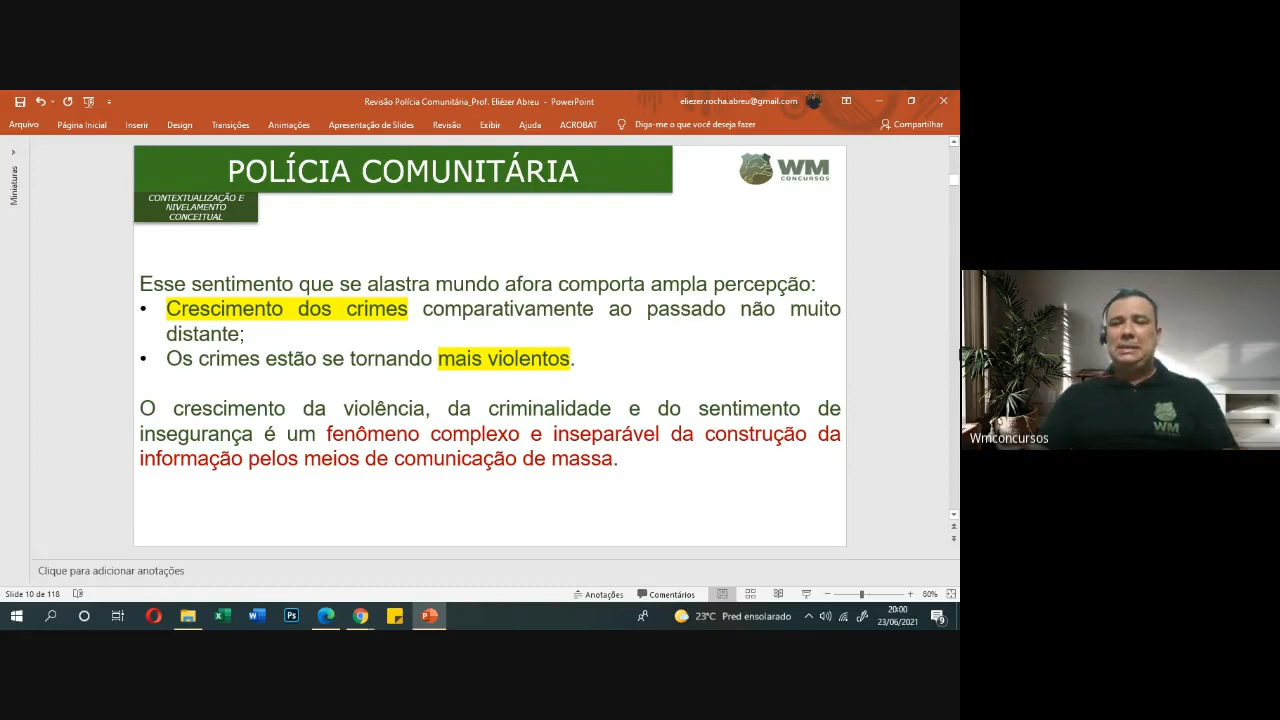 Revisão Polícia Comunitária_Prof. Eliézer Abreu - PowerPoint
eliezer.rocha.abreu@gmail.com
Arquivo Página Inicial Inserir Design Transições Animações Apresentação de Slides Revisão Exibir Ajuda ACROBAT Diga-me o que você deseja fazer Compartilhar
Miniaturas
POLÍCIA COMUNITÁRIA
WM
CONCURSOS
CONTEXTUALIZAÇÃO E
NIVELAMENTO
CONCEITUAL
Esse sentimento que se alastra mundo afora comporta ampla percepção:
• Crescimento dos crimes comparativamente ao passado não muito
distante;
• Os crimes estão se tornando mais violentos.
O crescimento da violência, da criminalidade e do sentimento de
insegurança é um fenômeno complexo e inseparável da construção da
informação pelos meios de comunicação de massa.
WM
Wmconcursos
Clique para adicionar anotações
Slide 10 de 118 Anotações Comentários 80%
23°C Pred ensolarado
20:00
23/06/2021
9